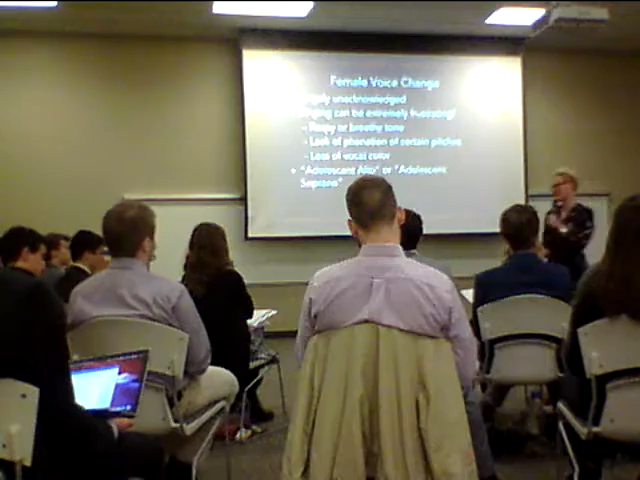 Female Voice Change
unacknowledged
can be extremely frustrating!
- Raspy or breathy tone
- Lack of phonation of certain pitches
- Loss of vocal color
"Adolescent Alto" or "Adolescent
Soprano"